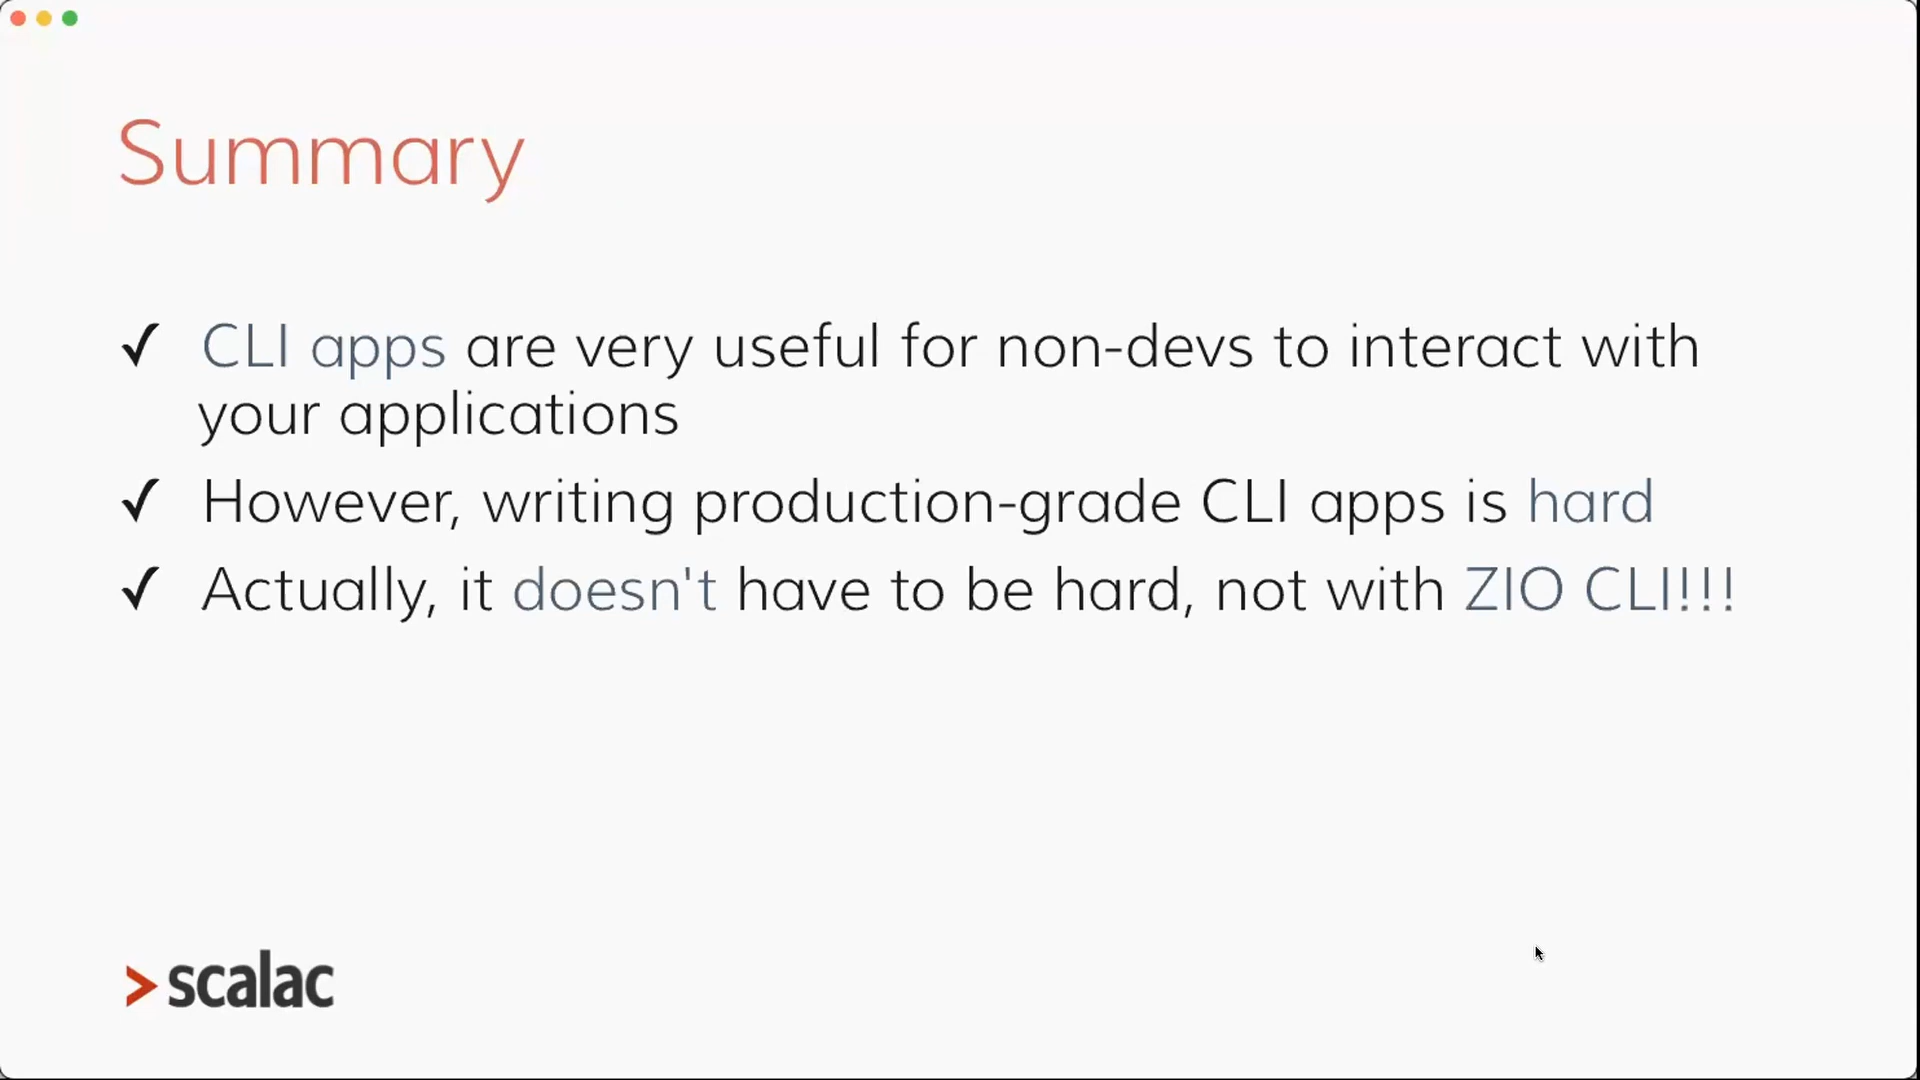 Summary
✓ CLI apps are very useful for non-devs to interact with
your applications
✓ However, writing production-grade CLI apps is hard
✓ Actually, it doesn't have to be hard, not with ZIO CLI!!!
> scalac